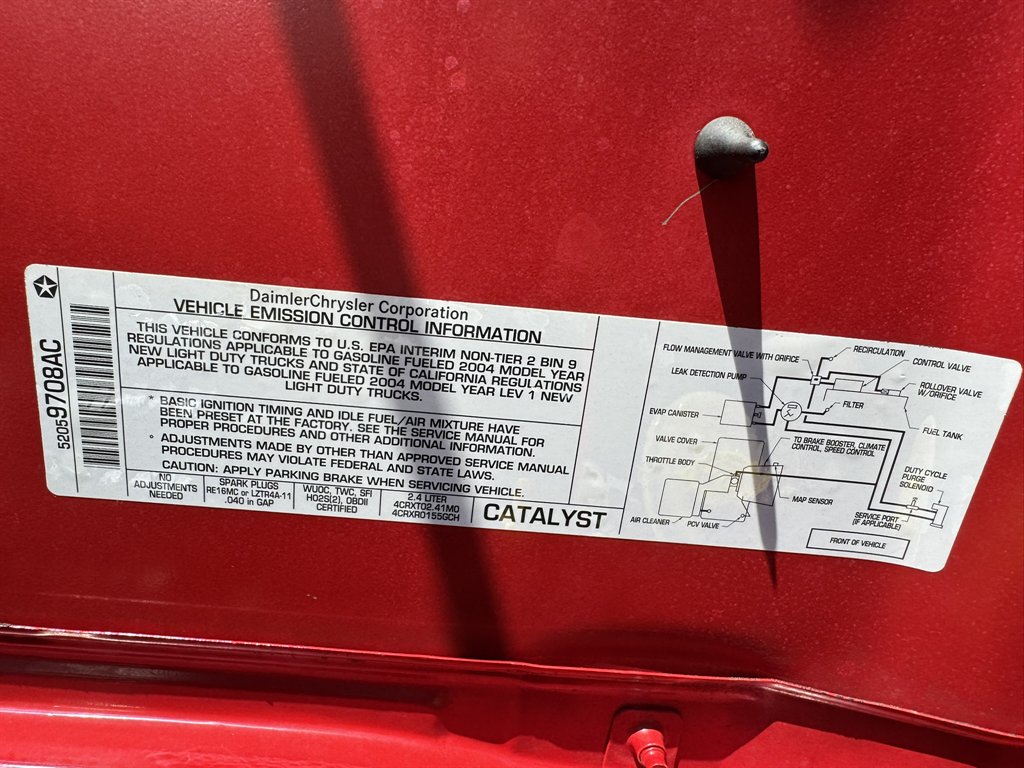 52059708AC
DaimlerChrysler Corporation
VEHICLE EMISSION CONTROL INFORMATION
THIS VEHICLE CONFORMS TO U.S. EPA INTERIM NON-TIER 2 BIN 9
REGULATIONS APPLICABLE TO GASOLINE FUELED 2004 MODEL YEAR
NEW LIGHT DUTY TRUCKS AND STATE OF CALIFORNIA REGULATIONS
APPLICABLE TO GASOLINE FUELED 2004 MODEL YEAR LEV 1 NEW
LIGHT DUTY TRUCKS.
* BASIC IGNITION TIMING AND IDLE FUEL/AIR MIXTURE HAVE
BEEN PRESET AT THE FACTORY. SEE THE SERVICE MANUAL FOR
PROPER PROCEDURES AND OTHER ADDITIONAL INFORMATION.
° ADJUSTMENTS MADE BY OTHER THAN APPROVED SERVICE MANUAL
PROCEDURES MAY VIOLATE FEDERAL AND STATE LAWS.
CAUTION: APPLY PARKING BRAKE WHEN SERVICING VEHICLE.
NO
ADJUSTMENTS
NEEDED
SPARK PLUGS
RE16MC or LZTR4A-11
.040 in GAP
WUOC, TWC, SFI
HO2S(2), OBDII
CERTIFIED
2.4 LITER
4CRXT02.41M0
4CRXR0155GCH
CATALYST
FLOW MANAGEMENT VALVE WITH ORIFICE
RECIRCULATION
CONTROL VALVE
LEAK DETECTION PUMP
ROLLOVER VALVE
W/ORIFICE
FILTER
EVAP CANISTER
FUEL TANK
VALVE COVER
TO BRAKE BOOSTER, CLIMATE
CONTROL, SPEED CONTROL
THROTTLE BODY
DUTY CYCLE
PURGE
SOLENOID
MAP SENSOR
AIR CLEANER
PCV VALVE
SERVICE PORT
(IF APPLICABLE)
FRONT OF VEHICLE